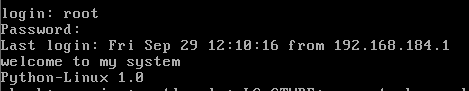 login: root
Password:
Last login: Fri Sep 29 12:10:16 from 192.168.184.1
welcome to my system
Python-Linux 1.0